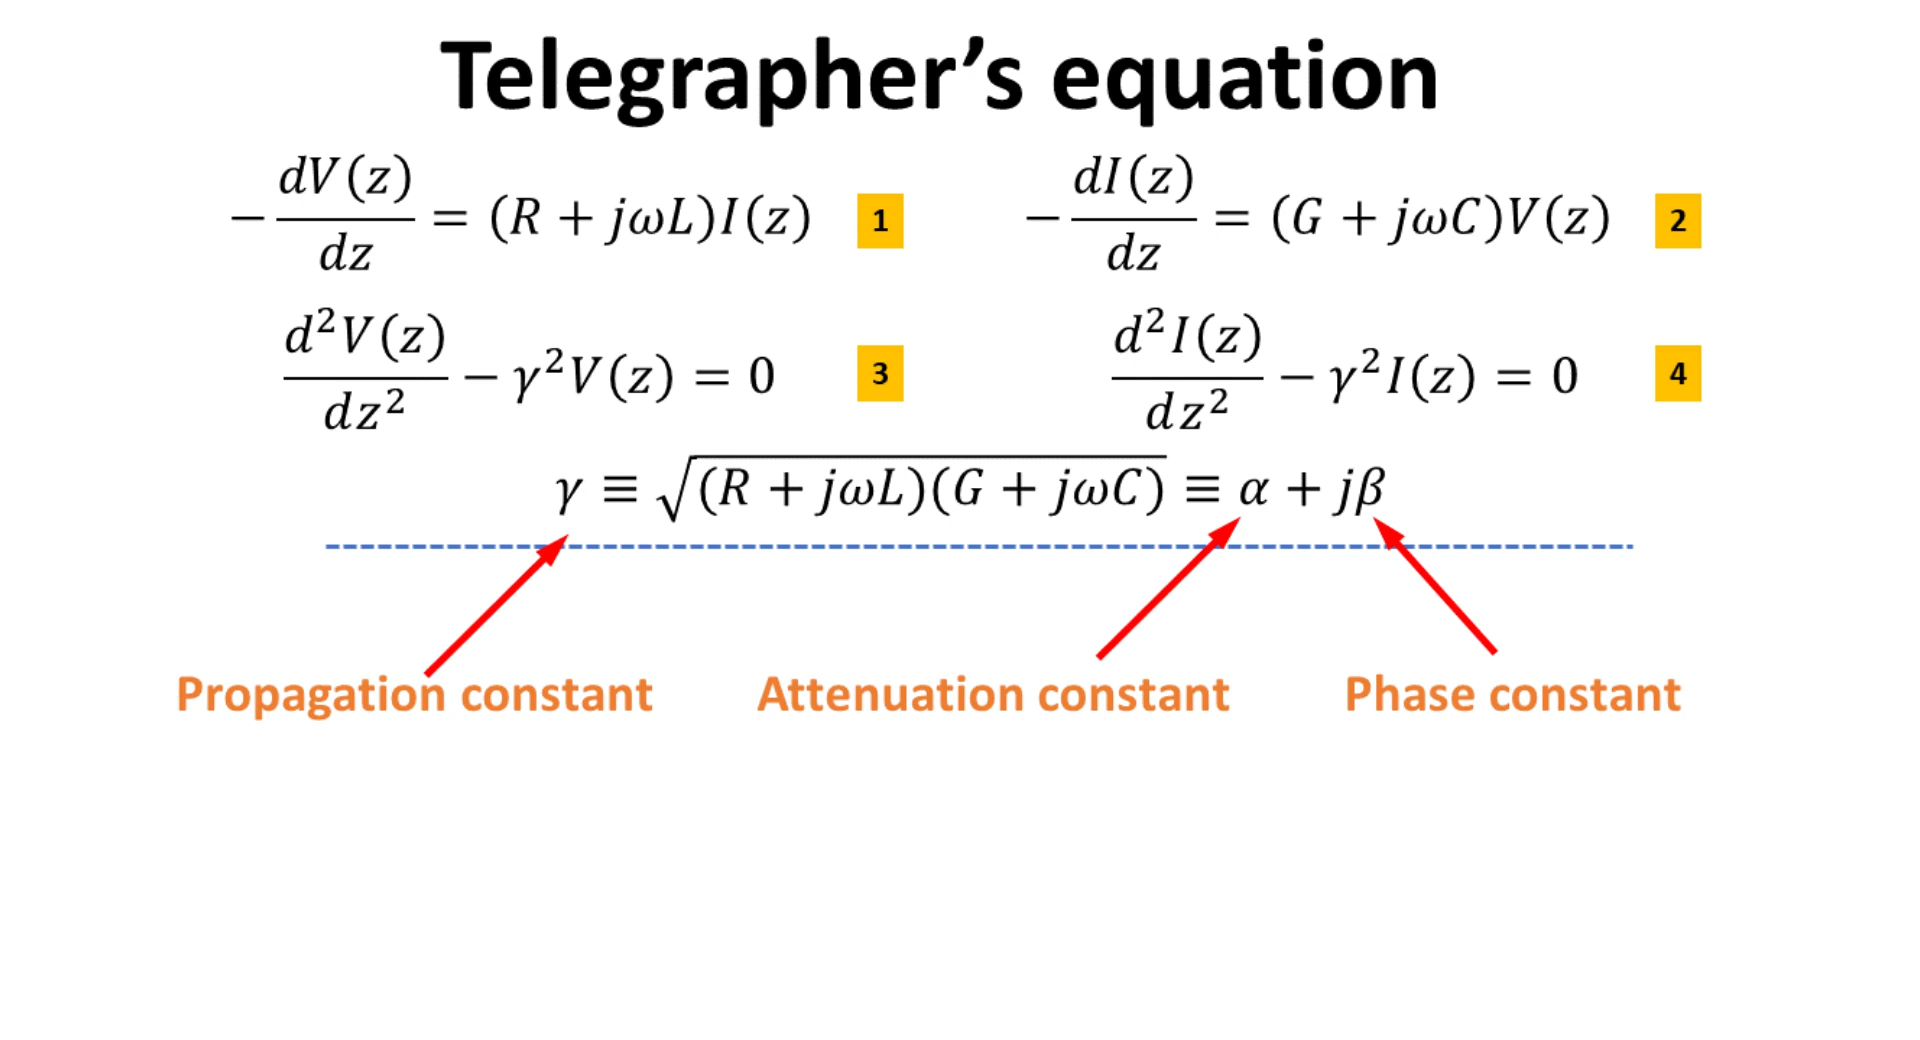 Telegrapher’s equation
−dV(z)/dz = (R + jωL)I(z) 1 −dI(z)/dz = (G + jωC)V(z) 2
d²V(z)/dz² − γ²V(z) = 0 3 d²I(z)/dz² − γ²I(z) = 0 4
γ ≡ √(R + jωL)(G + jωC) ≡ α + jβ
Propagation constant Attenuation constant Phase constant